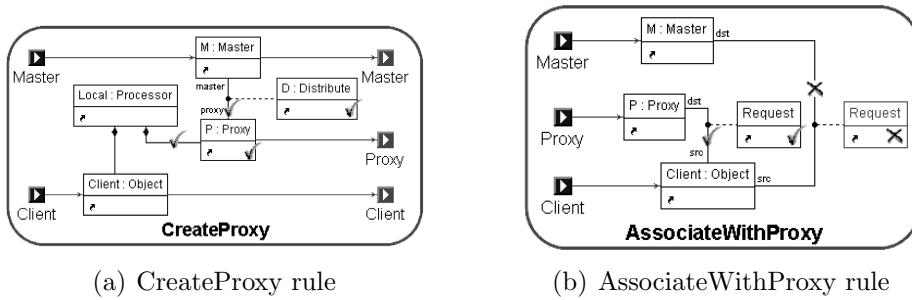 M : Master
Master
Master
master
D : Distribute
Local : Processor
proxy
P : Proxy
Proxy
Client : Object
Client
Client
CreateProxy
(a) CreateProxy rule
M : Master
dst
Master
P : Proxy
dst
Request
Request
Proxy
src
Client : Object
src
Client
AssociateWithProxy
(b) AssociateWithProxy rule